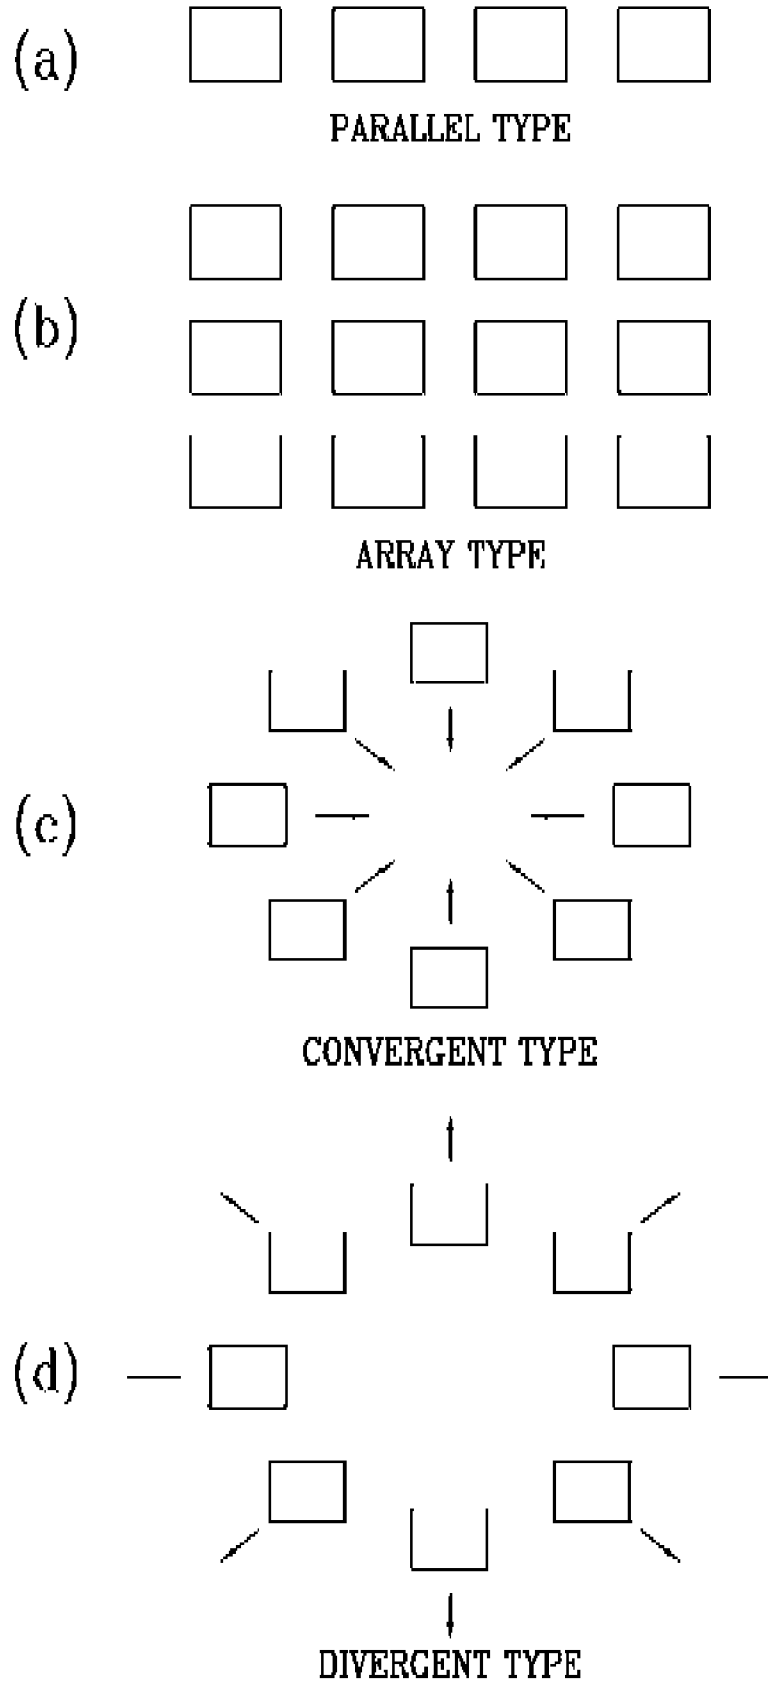 (a)
PARALLEL TYPE
(b)
ARRAY TYPE
(c)
CONVERGENT TYPE
(d)
DIVERGENT TYPE